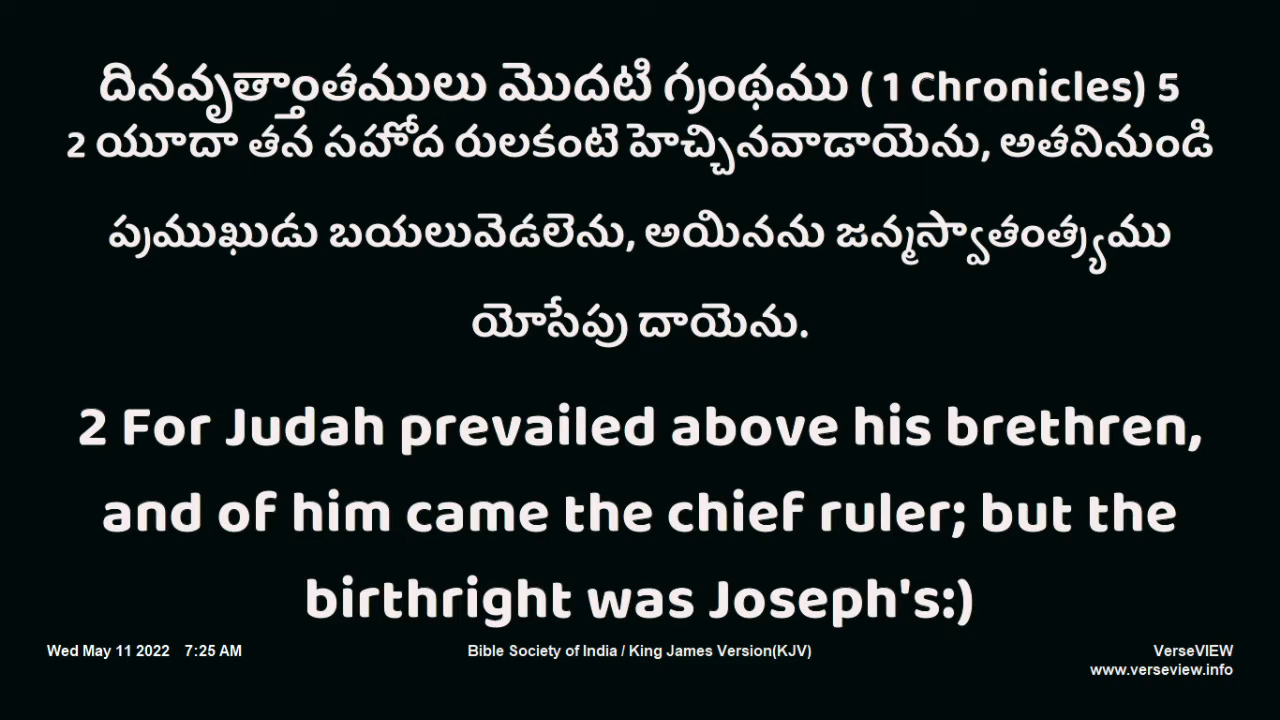 దినవృత్తాంతములు మొదటి గ్రంథము ( 1 Chronicles) 5
2 యూదా తన సహోద రులకంటె హెచ్చినవాడాయెను, అతనినుండి
ప్రముఖుడు బయలువెడలెను, అయినను జన్మస్వాతంత్ర్యము
యోసేపు దాయెను.
2 For Judah prevailed above his brethren,
and of him came the chief ruler; but the
birthright was Joseph's:)
Wed May 11 2022 7:25 AM
Bible Society of India / King James Version(KJV)
VerseVIEW
www.verseview.info